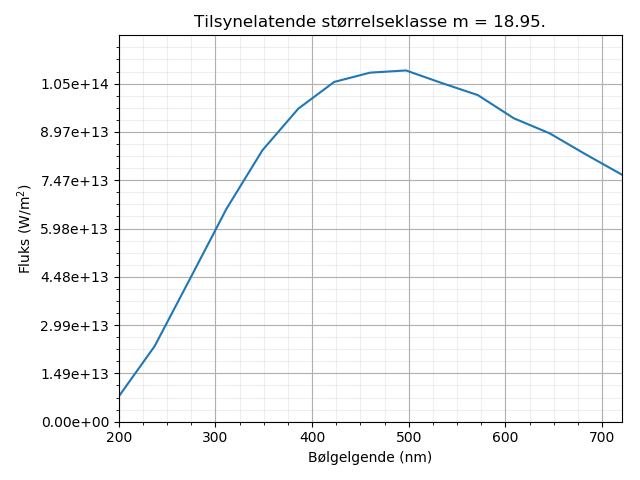 Tilsynelatende størrelseklasse m = 18.95.
1.05e+14
8.97e+13
7.47e+13
5.98e+13
4.48e+13
2.99e+13
1.49e+13
0.00e+00
Fluks (W/m²)
200 300 400 500 600 700
Bølgelgende (nm)